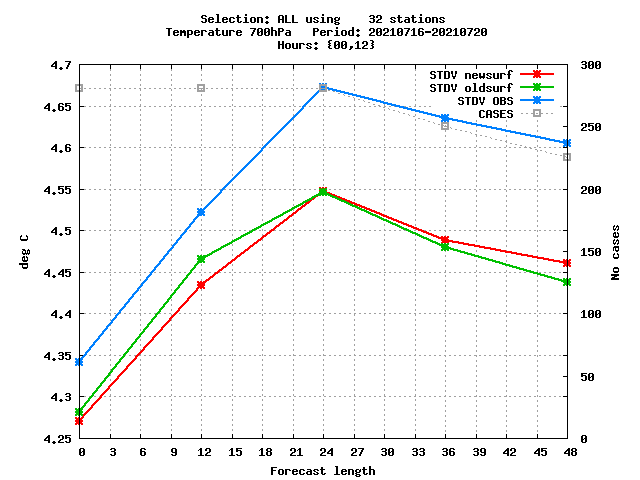 Selection: ALL using    32 stations
Temperature 700hPa   Period: 20210716-20210720
Hours: {00,12}
4.7
4.65
4.6
4.55
4.5
4.45
4.4
4.35
4.3
4.25
deg C
STDV newsurf
STDV oldsurf
STDV OBS
CASES
300
250
200
150
100
50
0
No cases
0 3 6 9 12 15 18 21 24 27 30 33 36 39 42 45 48
Forecast length